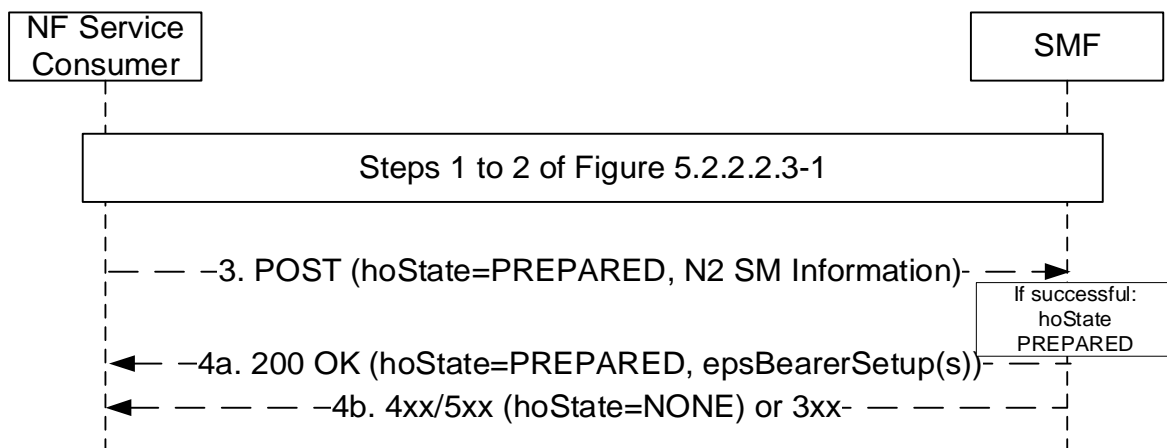 NF Service
Consumer
SMF
Steps 1 to 2 of Figure 5.2.2.2.3-1
3. POST (hoState=PREPARED, N2 SM Information)
If successful:
hoState
PREPARED
4a. 200 OK (hoState=PREPARED, epsBearerSetup(s))
4b. 4xx/5xx (hoState=NONE) or 3xx